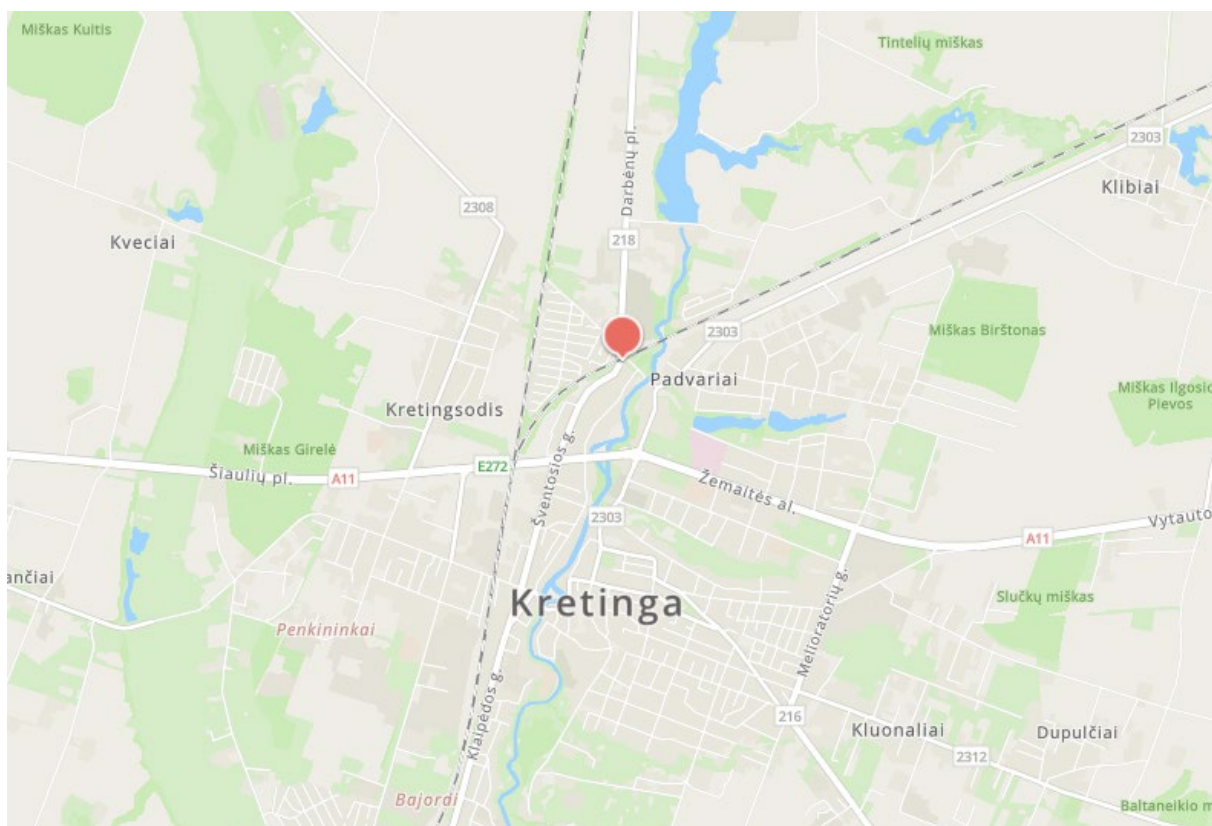 Miškas Kuitis
Tintelių miškas
2303
Klibiai
Darbėnų pl.
2308
Kveciai
218
2303
Miškas Birštonas
Padvariai
Miškas Ilgosios
Pievos
Kretingsodis
Miškas Girelė
E272
Šiaulių pl.
A11
Šventosios g.
Žemaitės al.
2303
Vytauto
A11
ančiai
Kretinga
Slučkų miškas
Penkininkai
Melioratorių g.
Klaipėdos g.
216
Kluonaliai
Dupulčiai
2312
Bajorai
Baltaneikio m